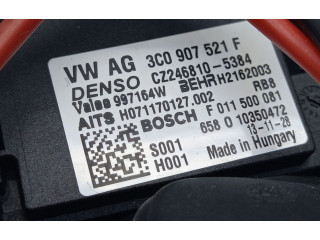 VW AG 3C0 907 521 F
DENSO CZ246810-5384
Valeo 997164W BEHR H2162003
AITS H071170127.002 RB8
BOSCH F 011 500 081
658 0 10350472
S001 13-11-28
H001 Made in Hungary